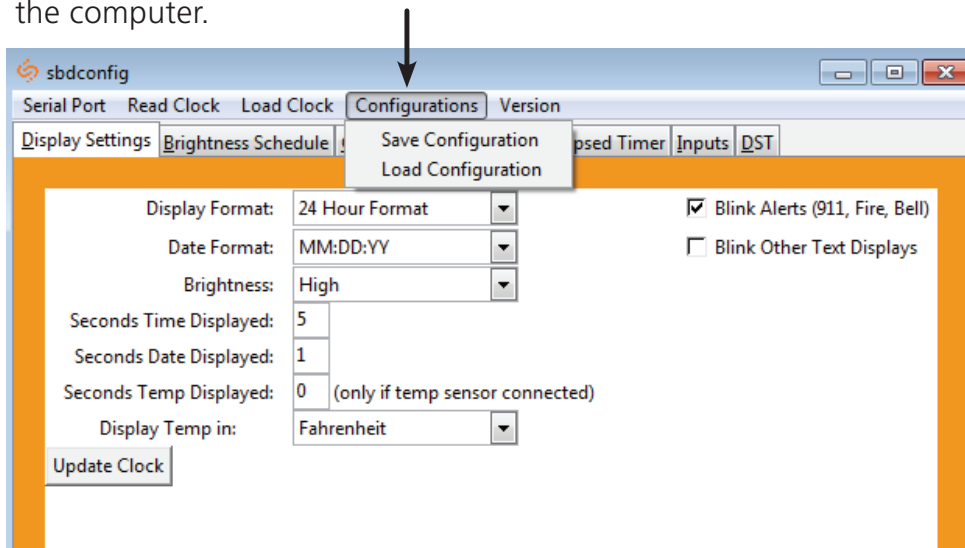 the computer.
sbdconfig
Serial Port Read Clock Load Clock Configurations Version
Save Configuration
Load Configuration
Display Settings Brightness Schedule psed Timer Inputs DST
Display Format: 24 Hour Format Blink Alerts (911, Fire, Bell)
Date Format: MM:DD:YY Blink Other Text Displays
Brightness: High
Seconds Time Displayed: 5
Seconds Date Displayed: 1
Seconds Temp Displayed: 0 (only if temp sensor connected)
Display Temp in: Fahrenheit
Update Clock